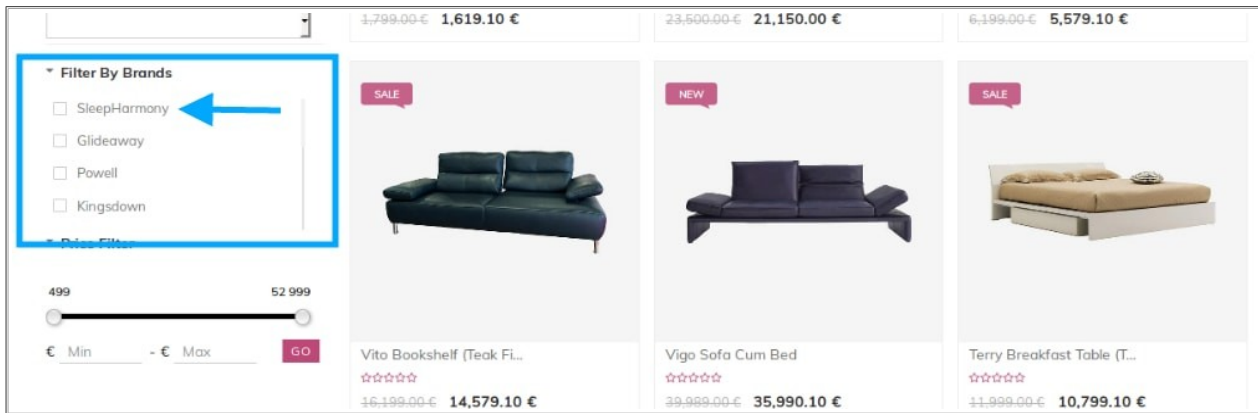 1,799.00 € 1,619.10 €
23,500.00 € 21,150.00 €
6,199.00 € 5,579.10 €
Filter By Brands
SleepHarmony
Glideaway
Powell
Kingsdown
Price Filter
499 52 999
€ Min - € Max GO
SALE
Vito Bookshelf (Teak Fi...
16,199.00 € 14,579.10 €
NEW
Vigo Sofa Cum Bed
39,989.00 € 35,990.10 €
SALE
Terry Breakfast Table (T...
11,999.00 € 10,799.10 €